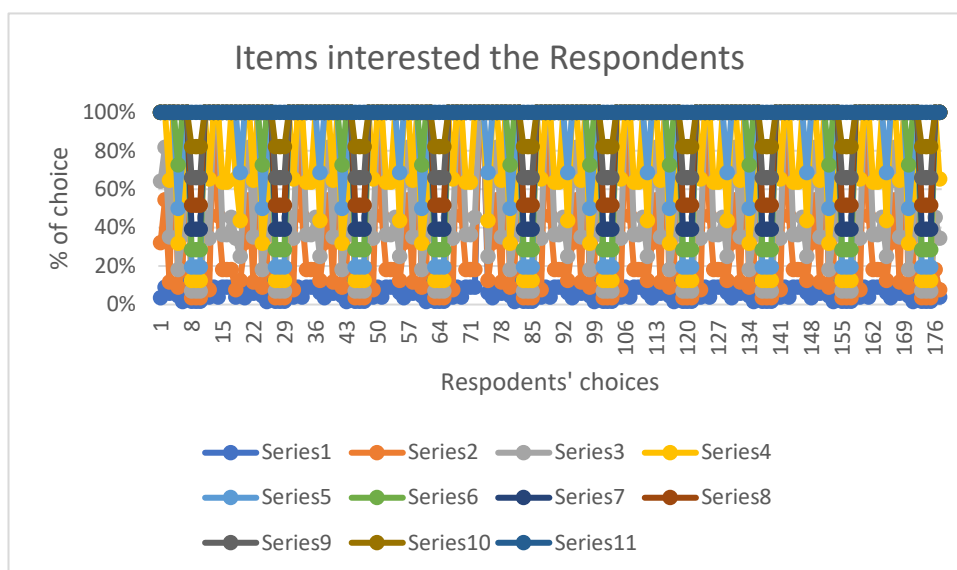 Items interested the Respondents
% of choice
100%
80%
60%
40%
20%
0%
1 8 15 22 29 36 43 50 57 64 71 78 85 92 99 106 113 120 127 134 141 148 155 162 169 176
Respodents' choices
Series1 Series2 Series3 Series4
Series5 Series6 Series7 Series8
Series9 Series10 Series11